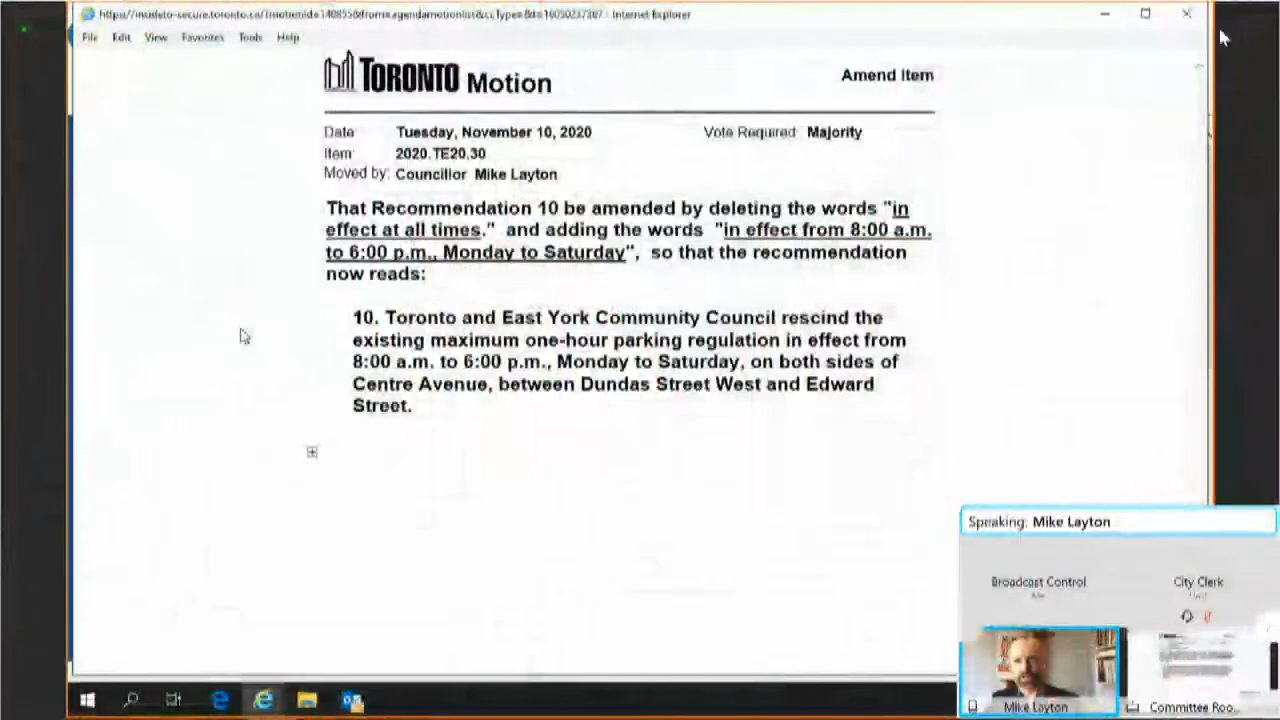 Internet Explorer
File Edit View Favorites Tools Help
TORONTO Motion
Amend Item
Date Tuesday, November 10, 2020 Vote Required Majority
Item 2020.TE20.30
Moved by: Councillor Mike Layton
That Recommendation 10 be amended by deleting the words "in
effect at all times." and adding the words "in effect from 8:00 a.m.
to 6:00 p.m., Monday to Saturday", so that the recommendation
now reads:
10. Toronto and East York Community Council rescind the
existing maximum one-hour parking regulation in effect from
8:00 a.m. to 6:00 p.m., Monday to Saturday, on both sides of
Centre Avenue, between Dundas Street West and Edward
Street.
Speaking: Mike Layton
Broadcast Control City Clerk
Mike Layton Committee Roo...